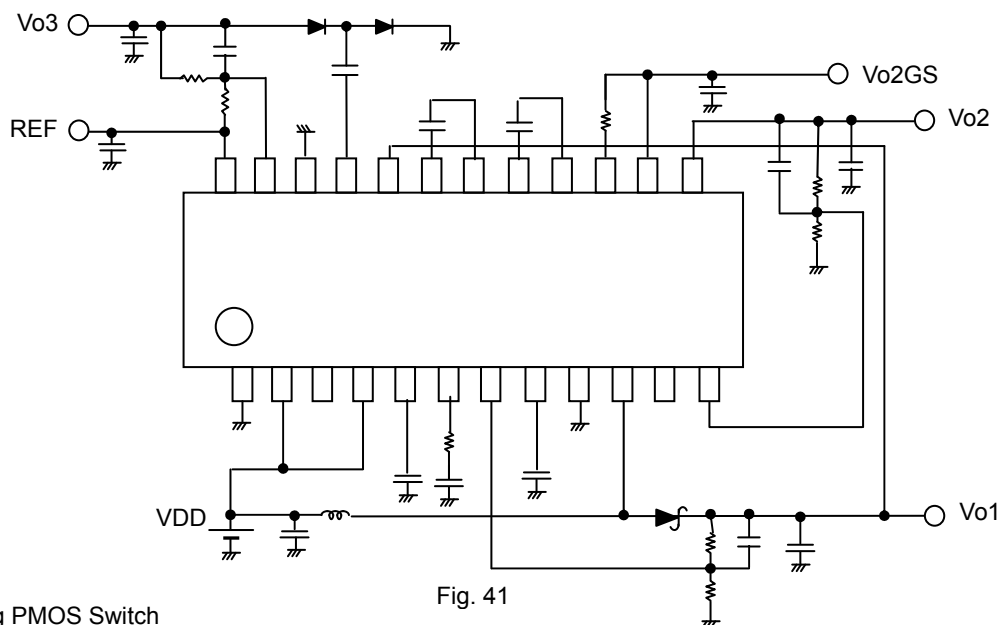 Vo3
Vo2GS
REF
Vo2
VDD
Vo1
Fig. 41
PMOS Switch